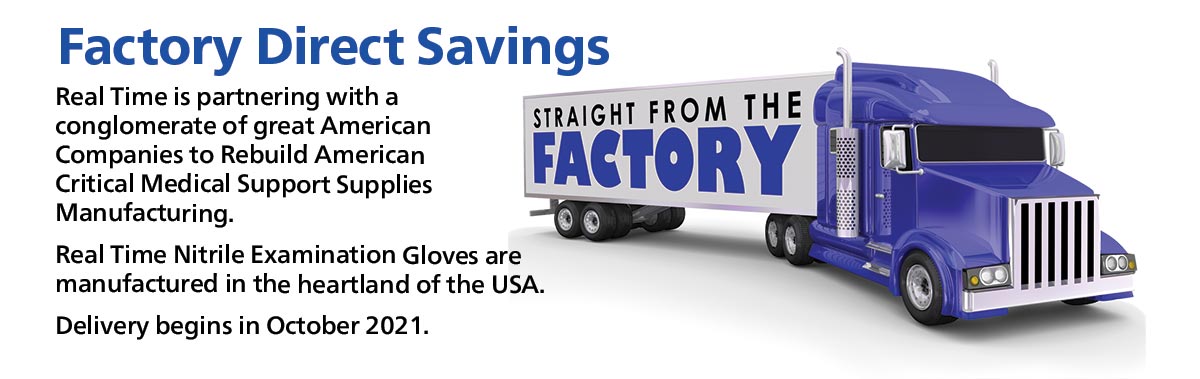 Factory Direct Savings
Real Time is partnering with a
conglomerate of great American
Companies to Rebuild American
Critical Medical Support Supplies
Manufacturing.
Real Time Nitrile Examination Gloves are
manufactured in the heartland of the USA.
Delivery begins in October 2021.
STRAIGHT FROM THE
FACTORY